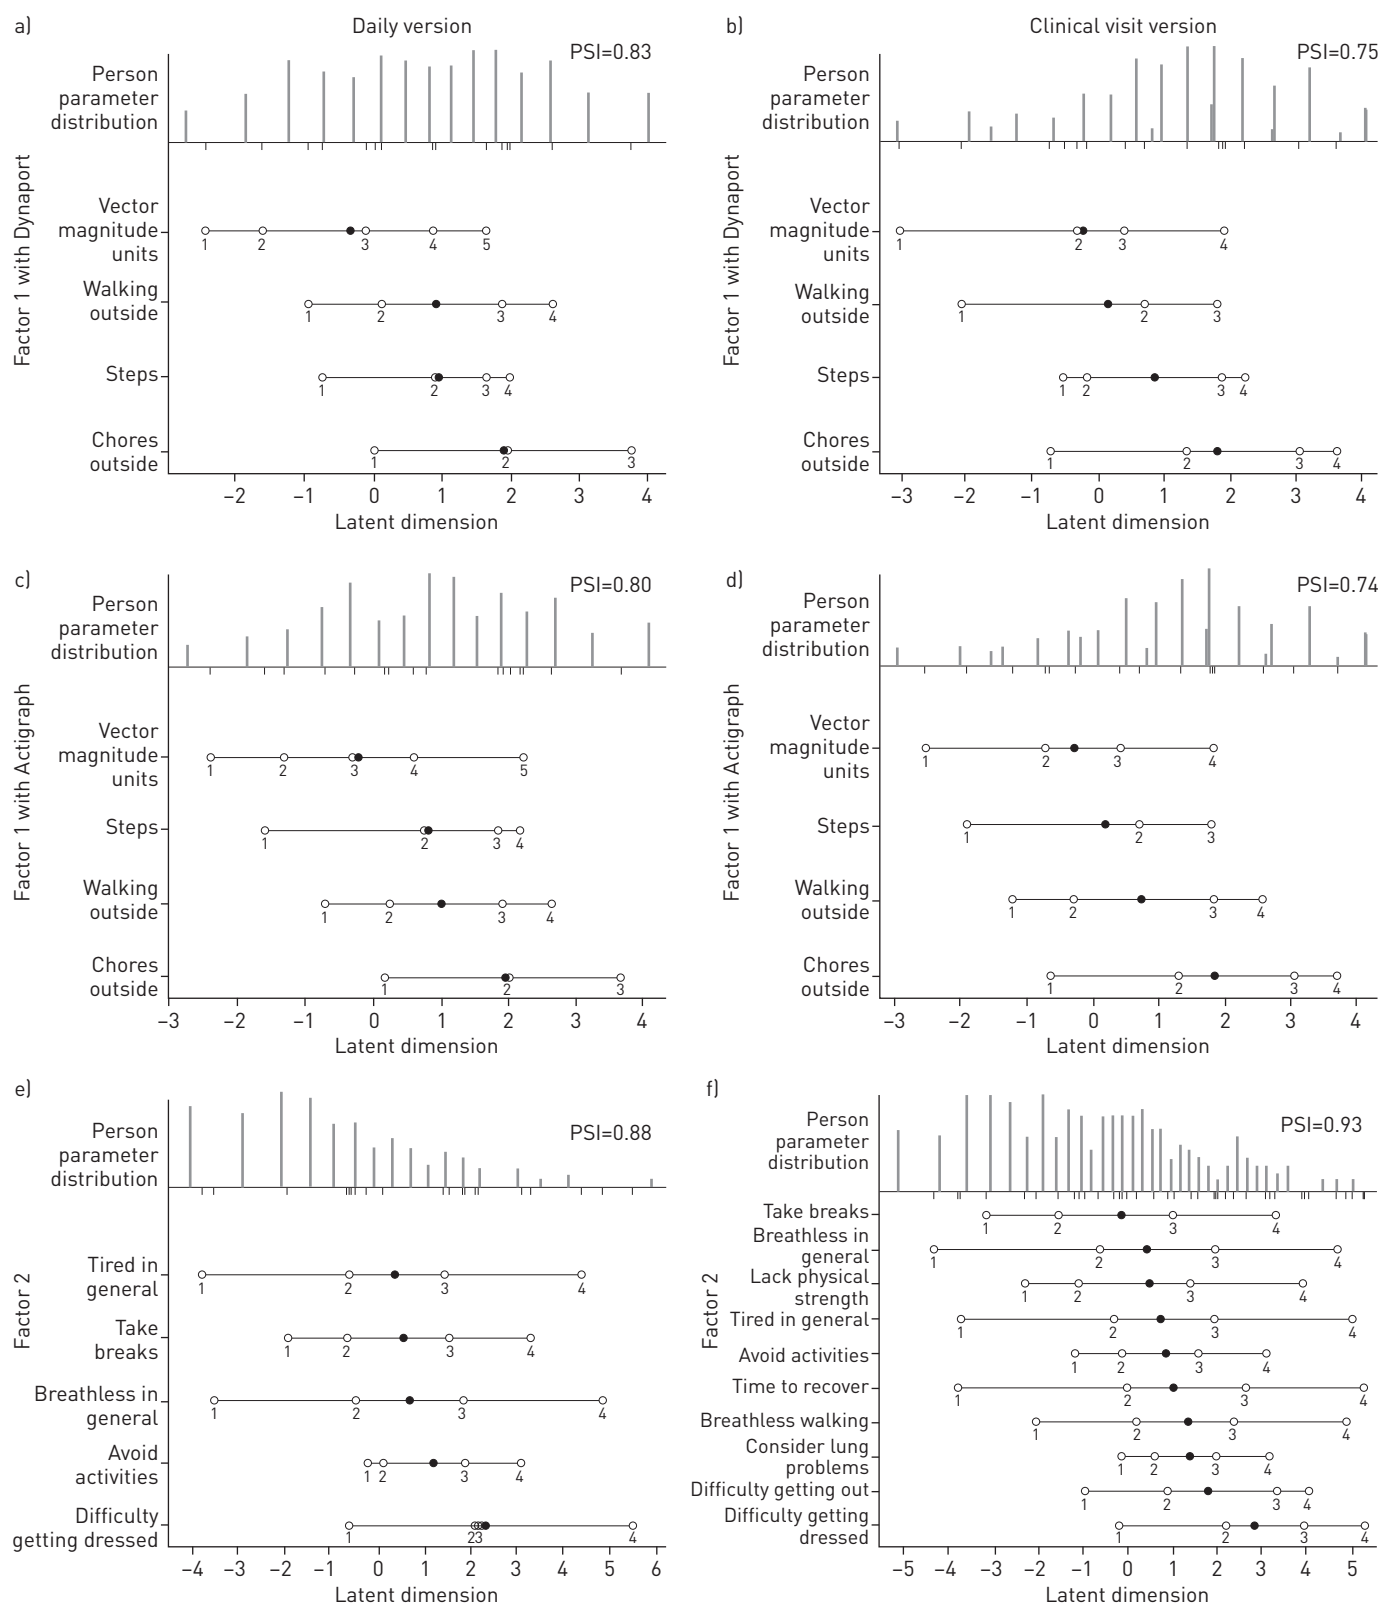 a)
Daily version
PSI=0.83
Person
parameter
distribution
Factor 1 with Dynaport
Vector
magnitude
units
1 2 3 4 5
Walking
outside
1 2 3 4
Steps
1 2 3 4
Chores
outside
1 2 3
−2 −1 0 1 2 3 4
Latent dimension
b)
Clinical visit version
PSI=0.75
Person
parameter
distribution
Factor 1 with Dynaport
Vector
magnitude
units
1 2 3 4
Walking
outside
1 2 3
Steps
1 2 3 4
Chores
outside
1 2 3 4
−3 −2 −1 0 1 2 3 4
Latent dimension
c)
PSI=0.80
Person
parameter
distribution
Factor 1 with Actigraph
Vector
magnitude
units
1 2 3 4 5
Steps
1 2 3 4
Walking
outside
1 2 3 4
Chores
outside
1 2 3
−3 −2 −1 0 1 2 3 4
Latent dimension
d)
PSI=0.74
Person
parameter
distribution
Factor 1 with Actigraph
Vector
magnitude
units
1 2 3 4
Steps
1 2 3
Walking
outside
1 2 3 4
Chores
outside
1 2 3 4
−3 −2 −1 0 1 2 3 4
Latent dimension
e)
PSI=0.88
Person
parameter
distribution
Factor 2
Tired in
general
1 2 3 4
Take
breaks
1 2 3 4
Breathless in
general
1 2 3 4
Avoid
activities
1 2 3 4
Difficulty
getting dressed
1 2 3 4
−4 −3 −2 −1 0 1 2 3 4 5 6
Latent dimension
f)
PSI=0.93
Person
parameter
distribution
Factor 2
Take breaks
1 2 3 4
Breathless in
general
1 2 3 4
Lack physical
strength
1 2 3 4
Tired in general
1 2 3 4
Avoid activities
1 2 3 4
Time to recover
1 2 3 4
Breathless walking
1 2 3 4
Consider lung
problems
1 2 3 4
Difficulty getting out
1 2 3 4
Difficulty getting
dressed
1 2 3 4
−5 −4 −3 −2 −1 0 1 2 3 4 5
Latent dimension